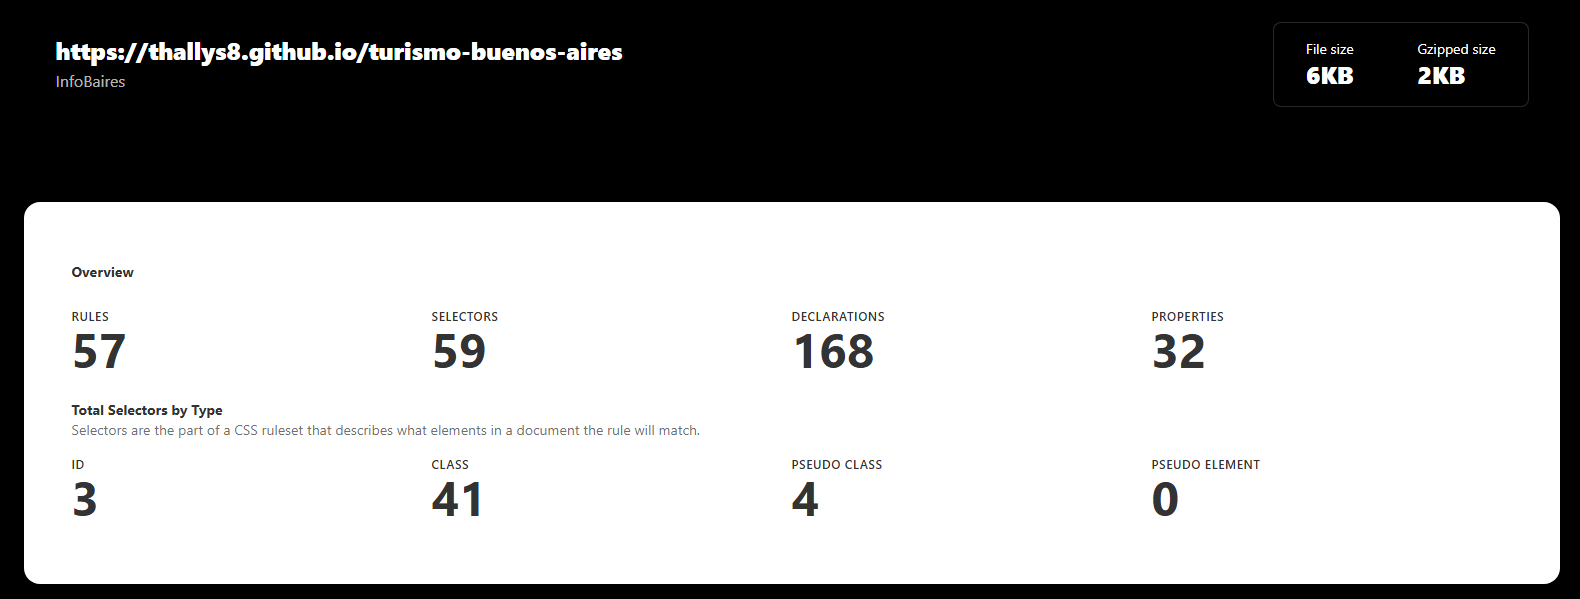 https://thallys8.github.io/turismo-buenos-aires
InfoBaires
File size
6KB
Gzipped size
2KB
Overview
RULES
57
SELECTORS
59
DECLARATIONS
168
PROPERTIES
32
Total Selectors by Type
Selectors are the part of a CSS ruleset that describes what elements in a document the rule will match.
ID
3
CLASS
41
PSEUDO CLASS
4
PSEUDO ELEMENT
0